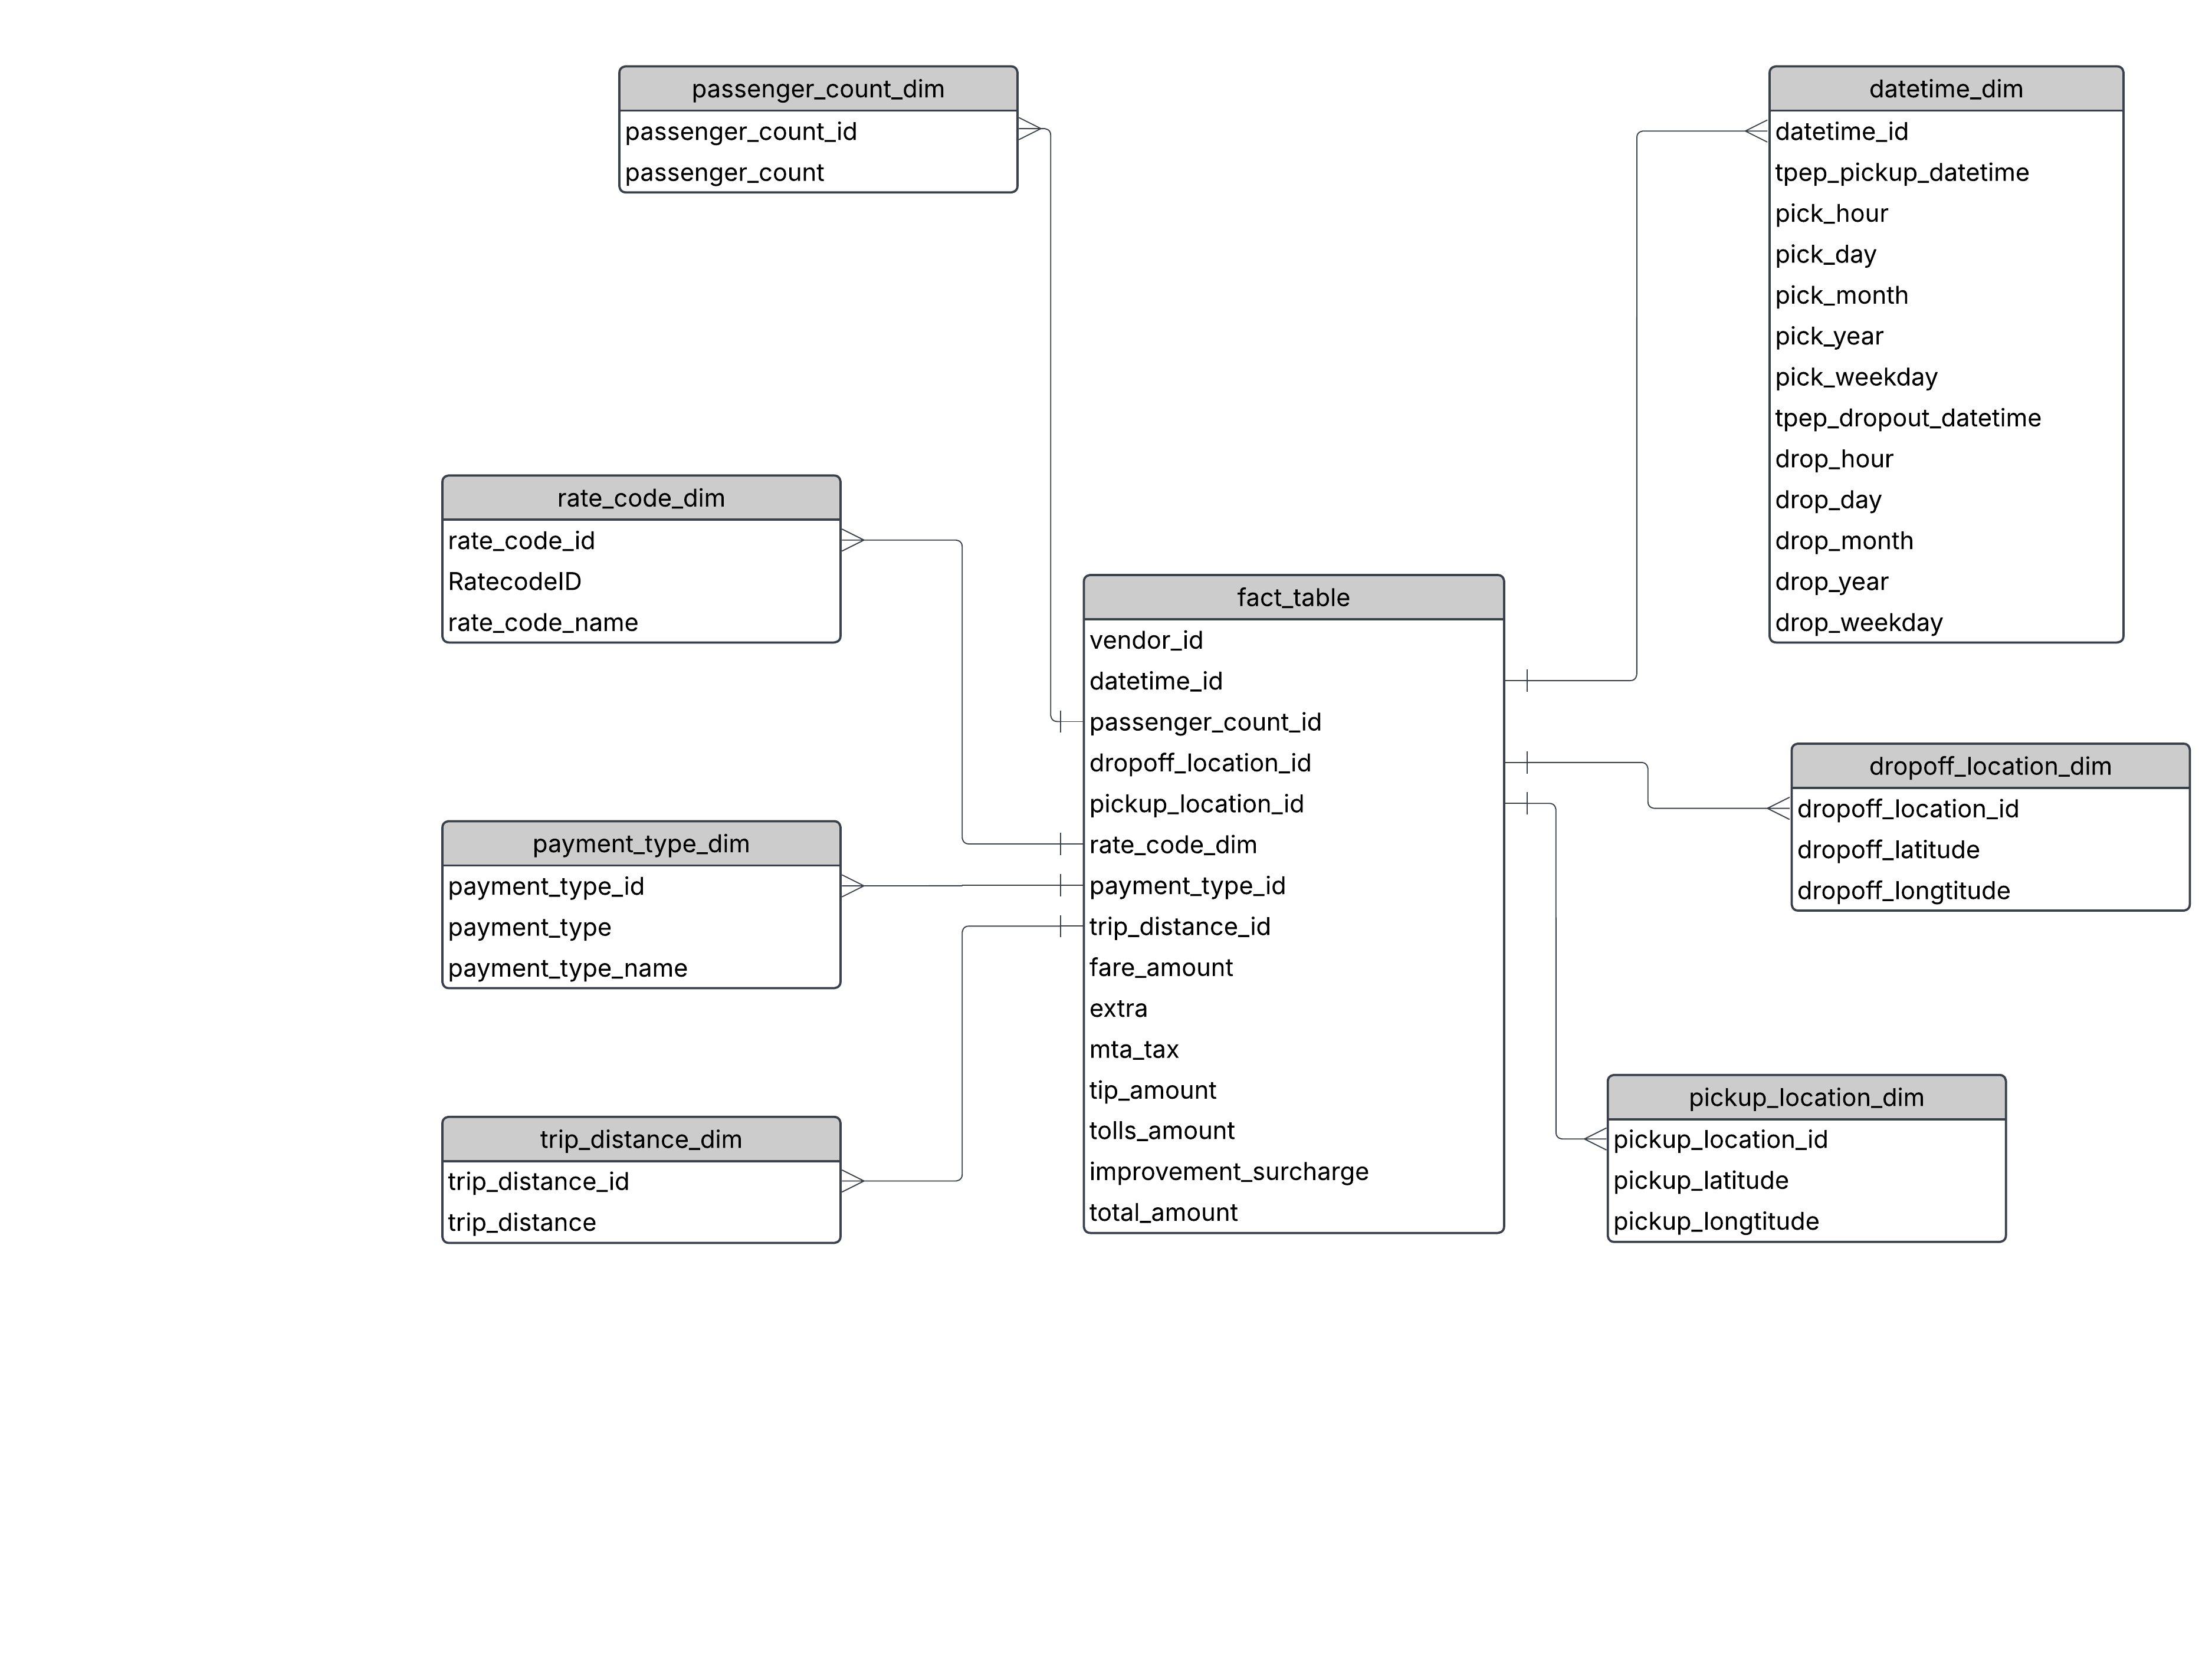 passenger_count_dim
passenger_count_id
passenger_count
datetime_dim
datetime_id
tpep_pickup_datetime
pick_hour
pick_day
pick_month
pick_year
pick_weekday
tpep_dropout_datetime
drop_hour
drop_day
drop_month
drop_year
drop_weekday
rate_code_dim
rate_code_id
RatecodeID
rate_code_name
fact_table
vendor_id
datetime_id
passenger_count_id
dropoff_location_id
pickup_location_id
rate_code_dim
payment_type_id
trip_distance_id
fare_amount
extra
mta_tax
tip_amount
tolls_amount
improvement_surcharge
total_amount
dropoff_location_dim
dropoff_location_id
dropoff_latitude
dropoff_longtitude
payment_type_dim
payment_type_id
payment_type
payment_type_name
pickup_location_dim
pickup_location_id
pickup_latitude
pickup_longtitude
trip_distance_dim
trip_distance_id
trip_distance